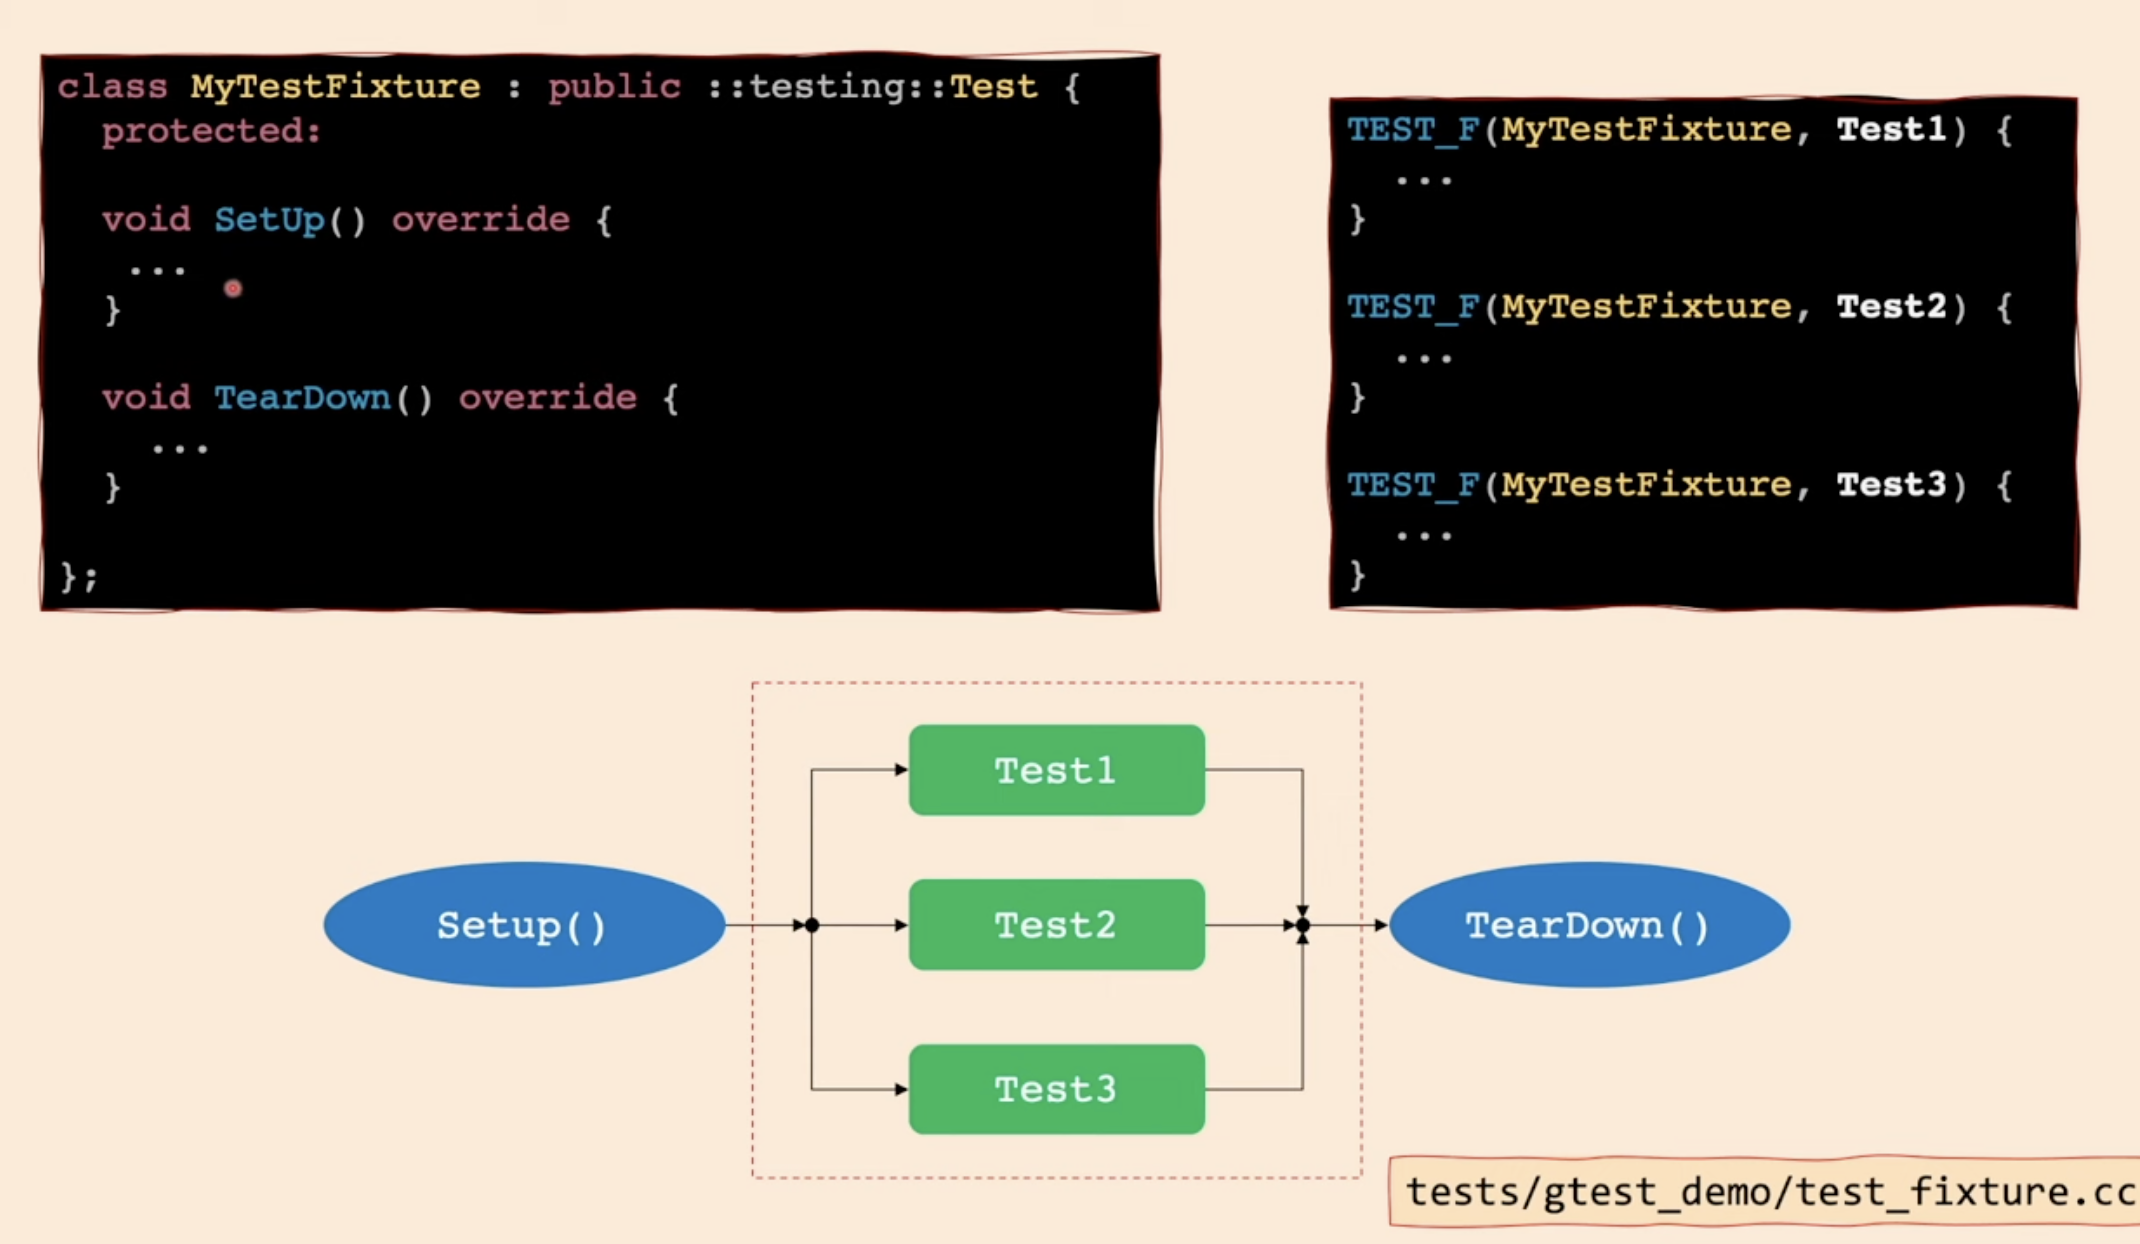 class MyTestFixture : public ::testing::Test {
protected:
void SetUp() override {
...
}
void TearDown() override {
...
}
};
TEST_F(MyTestFixture, Test1) {
...
}
TEST_F(MyTestFixture, Test2) {
...
}
TEST_F(MyTestFixture, Test3) {
...
}
Test1
Setup()
Test2
TearDown()
Test3
tests/gtest_demo/test_fixture.cc